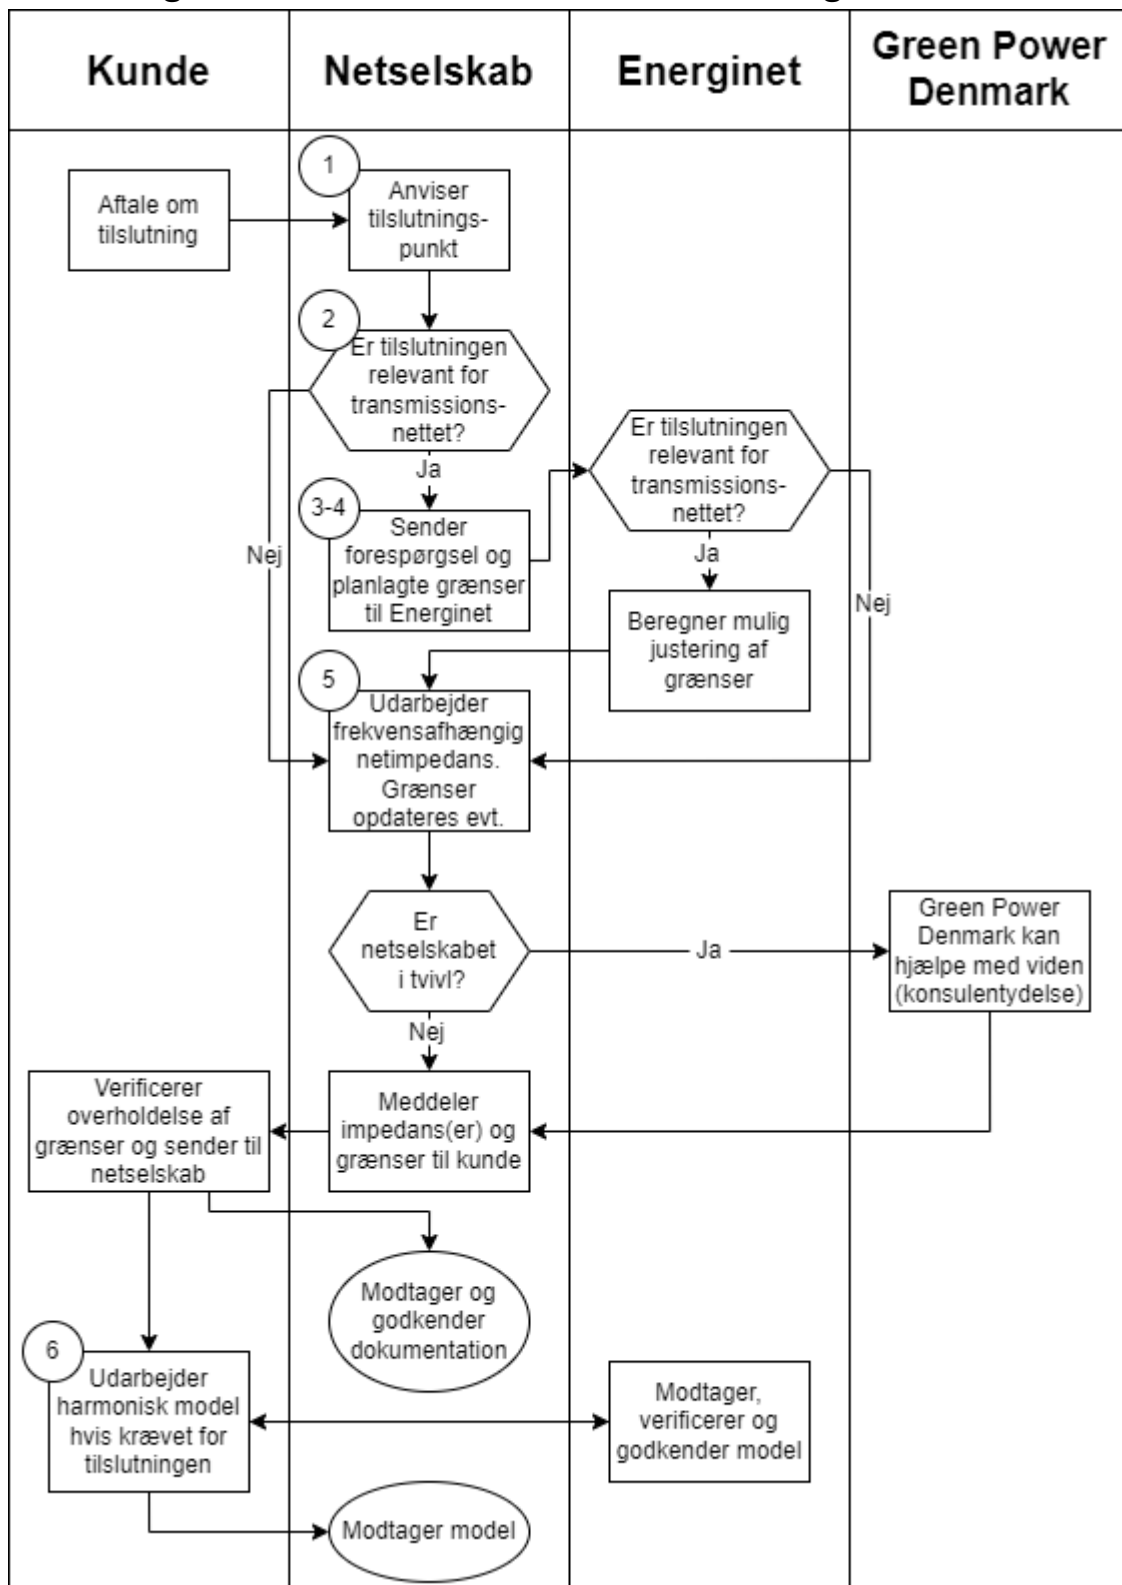 Kunde
Netselskab
Energinet
Green Power
Denmark
1
Aftale om
tilslutning
Anviser
tilslutnings-
punkt
2
Er tilslutningen
relevant for
transmissions-
nettet?
Ja
Nej
Er tilslutningen
relevant for
transmissions-
nettet?
Ja
Nej
3-4
Sender
forespørgsel og
planlagte grænser
til Energinet
Beregner mulig
justering af
grænser
5
Udarbejder
frekvensafhængig
netimpedans.
Grænser
opdateres evt.
Er
netselskabet
i tvivl?
Ja
Nej
Green Power
Denmark kan
hjælpe med viden
(konsulentydelse)
Verificerer
overholdelse af
grænser og sender til
netselskab
Meddeler
impedans(er) og
grænser til kunde
Modtager og
godkender
dokumentation
6
Udarbejder
harmonisk model
hvis krævet for
tilslutningen
Modtager,
verificerer og
godkender model
Modtager model